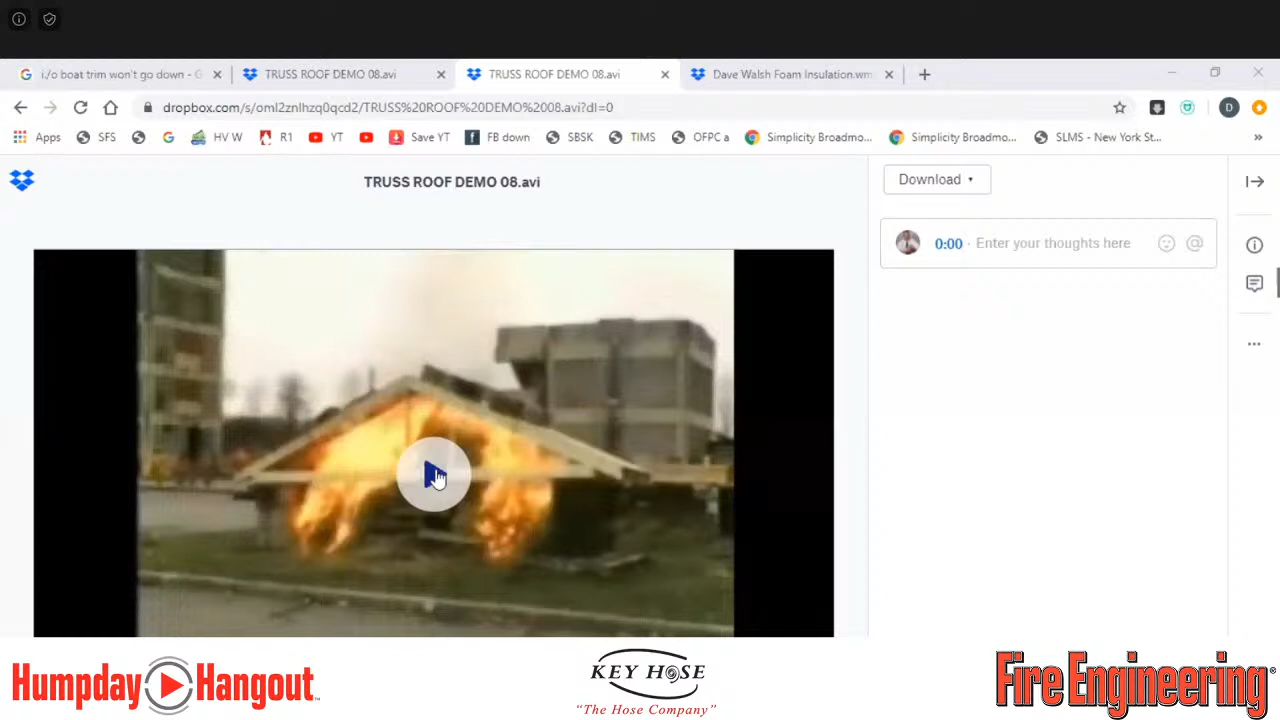 i./o boat trim won't go down - G
TRUSS ROOF DEMO 08.avi
TRUSS ROOF DEMO 08.avi
Dave Walsh Foam Insulation.wm
dropbox.com/s/oml2znlhzq0qcd2/TRUSS%20ROOF%20DEMO%2008.avi?dl=0
D
Apps
SFS
HV W
R1
YT
Save YT
FB down
SBSK
TIMS
OFPC a
Simplicity Broadmo...
Simplicity Broadmo...
SLMS - New York St...
TRUSS ROOF DEMO 08.avi
Download
0:00 · Enter your thoughts here
Humpday Hangout
KEY HOSE
"The Hose Company"
Fire Engineering